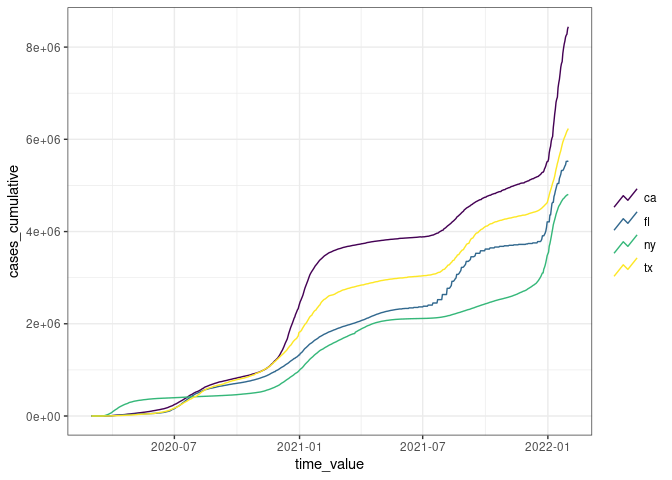 cases_cumulative
8e+06
6e+06
4e+06
2e+06
0e+00
2020-07
2021-01
2021-07
2022-01
time_value
ca
fl
ny
tx